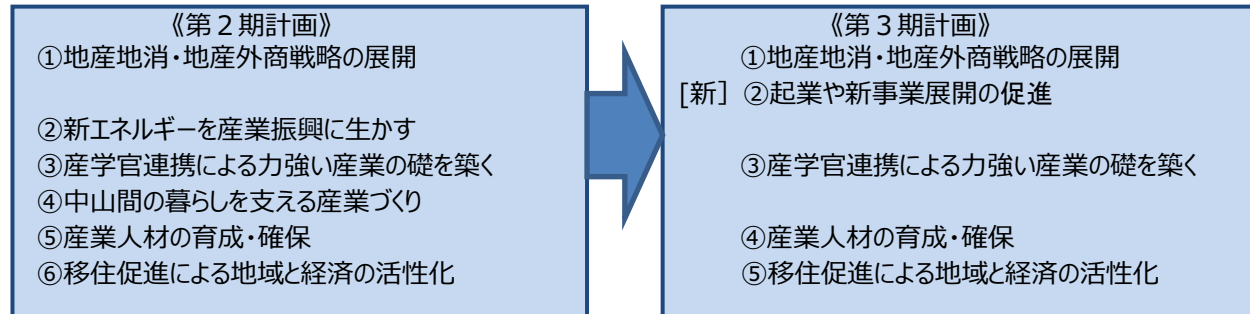 《第２期計画》
①地産地消・地産外商戦略の展開
②新エネルギーを産業振興に生かす
③産学官連携による力強い産業の礎を築く
④中山間の暮らしを支える産業づくり
⑤産業人材の育成・確保
⑥移住促進による地域と経済の活性化
《第３期計画》
①地産地消・地産外商戦略の展開
[新] ②起業や新事業展開の促進
③産学官連携による力強い産業の礎を築く
④産業人材の育成・確保
⑤移住促進による地域と経済の活性化